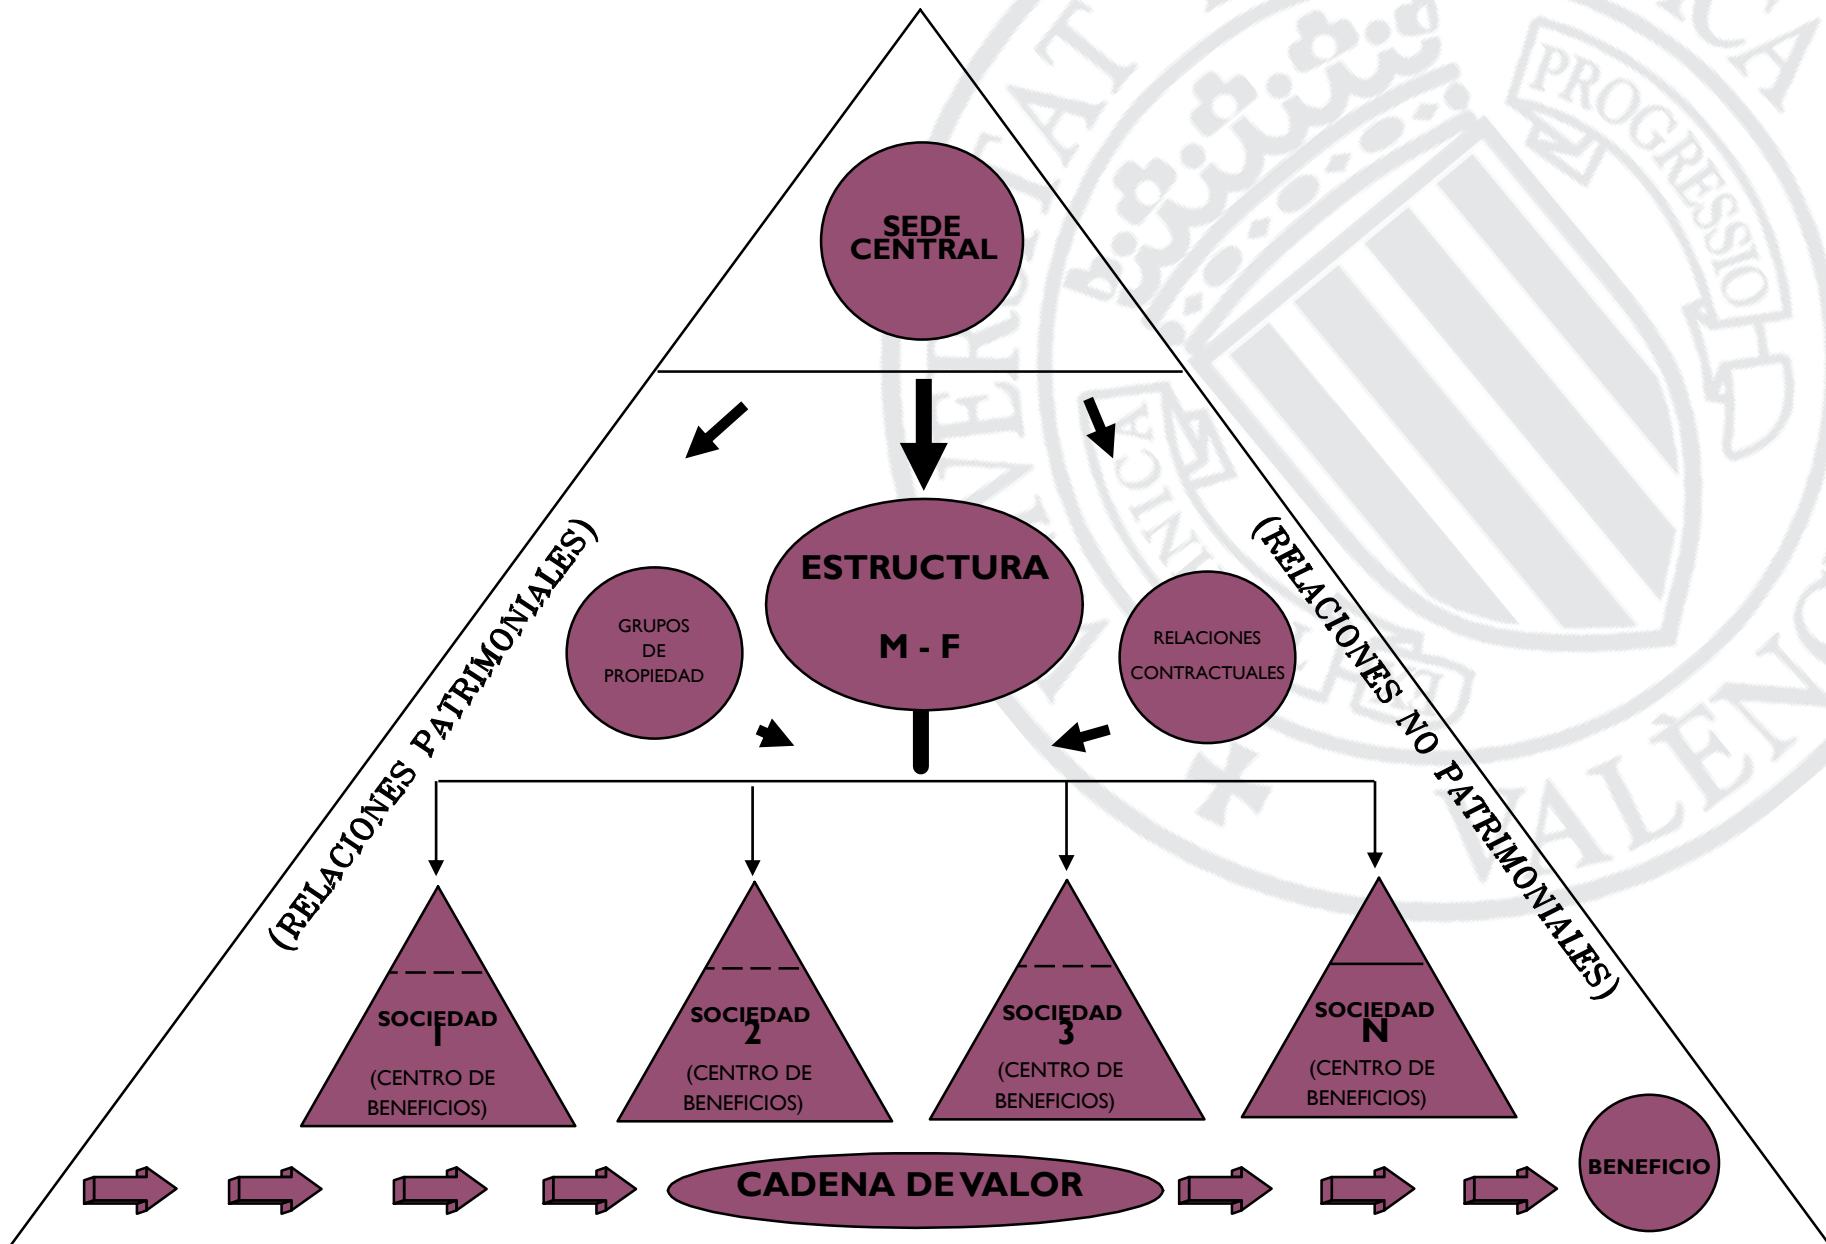 SEDE
CENTRAL
(RELACIONES PATRIMONIALES)
(RELACIONES NO PATRIMONIALES)
ESTRUCTURA
M - F
GRUPOS
DE
PROPIEDAD
RELACIONES
CONTRACTUALES
SOCIEDAD
1
(CENTRO DE
BENEFICIOS)
SOCIEDAD
2
(CENTRO DE
BENEFICIOS)
SOCIEDAD
3
(CENTRO DE
BENEFICIOS)
SOCIEDAD
N
(CENTRO DE
BENEFICIOS)
CADENA DE VALOR
BENEFICIO
PROGRESSIO